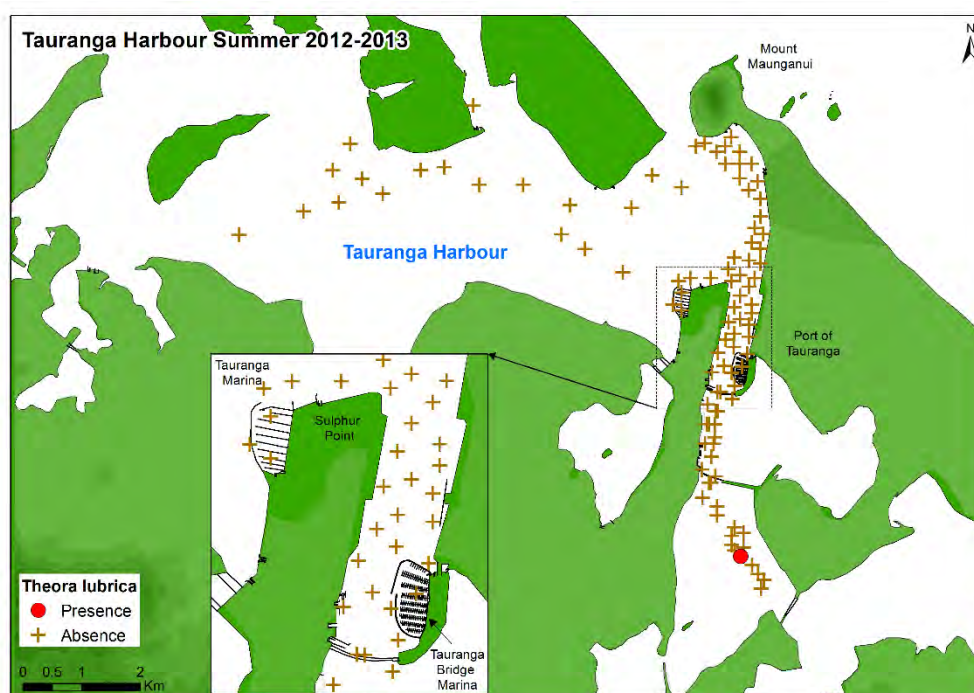 Tauranga Harbour Summer 2012-2013
N
Mount
Maunganui
Tauranga Harbour
Port of
Tauranga
Tauranga
Marina
Sulphur
Point
Tauranga
Bridge
Marina
Theora lubrica
Presence
Absence
0 0.5 1 2
Km